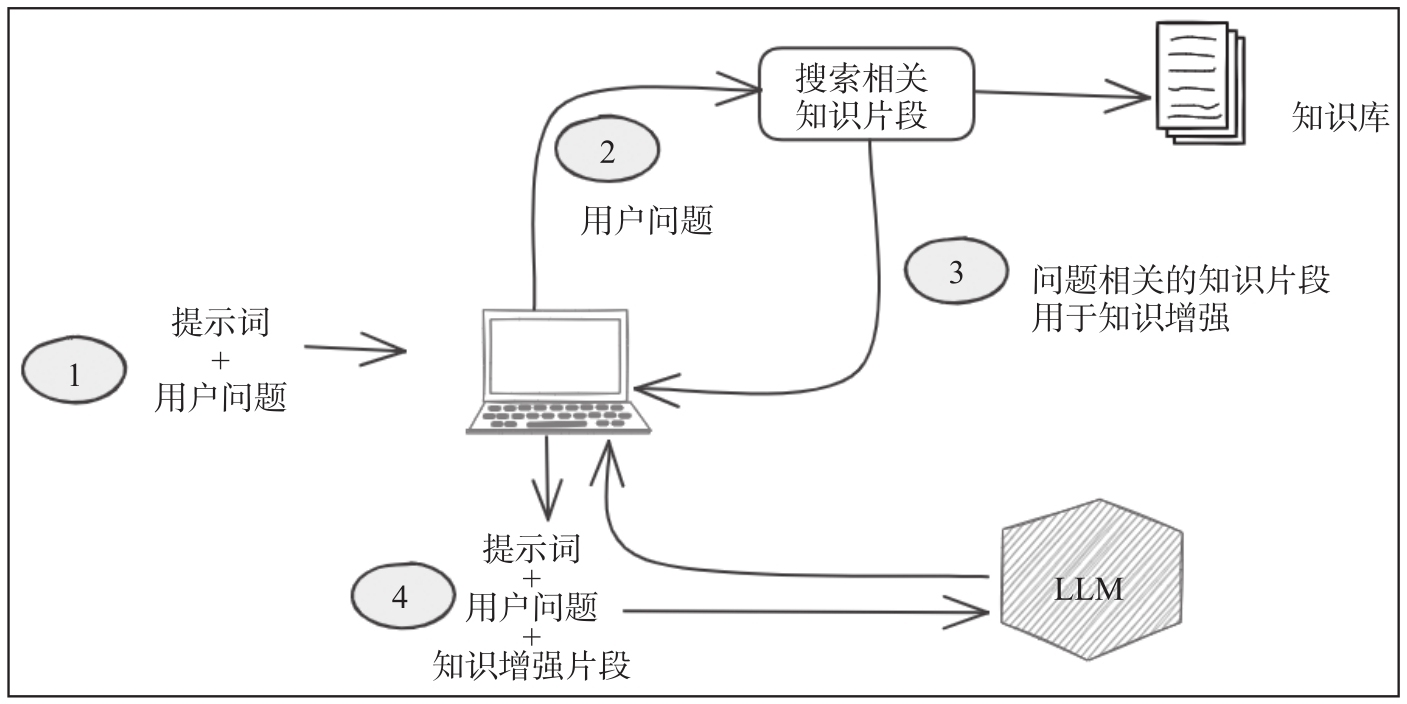 搜索相关
知识片段
知识库
2
用户问题
3
问题相关的知识片段
用于知识增强
1
提示词
+
用户问题
4
提示词
+
用户问题
+
知识增强片段
LLM